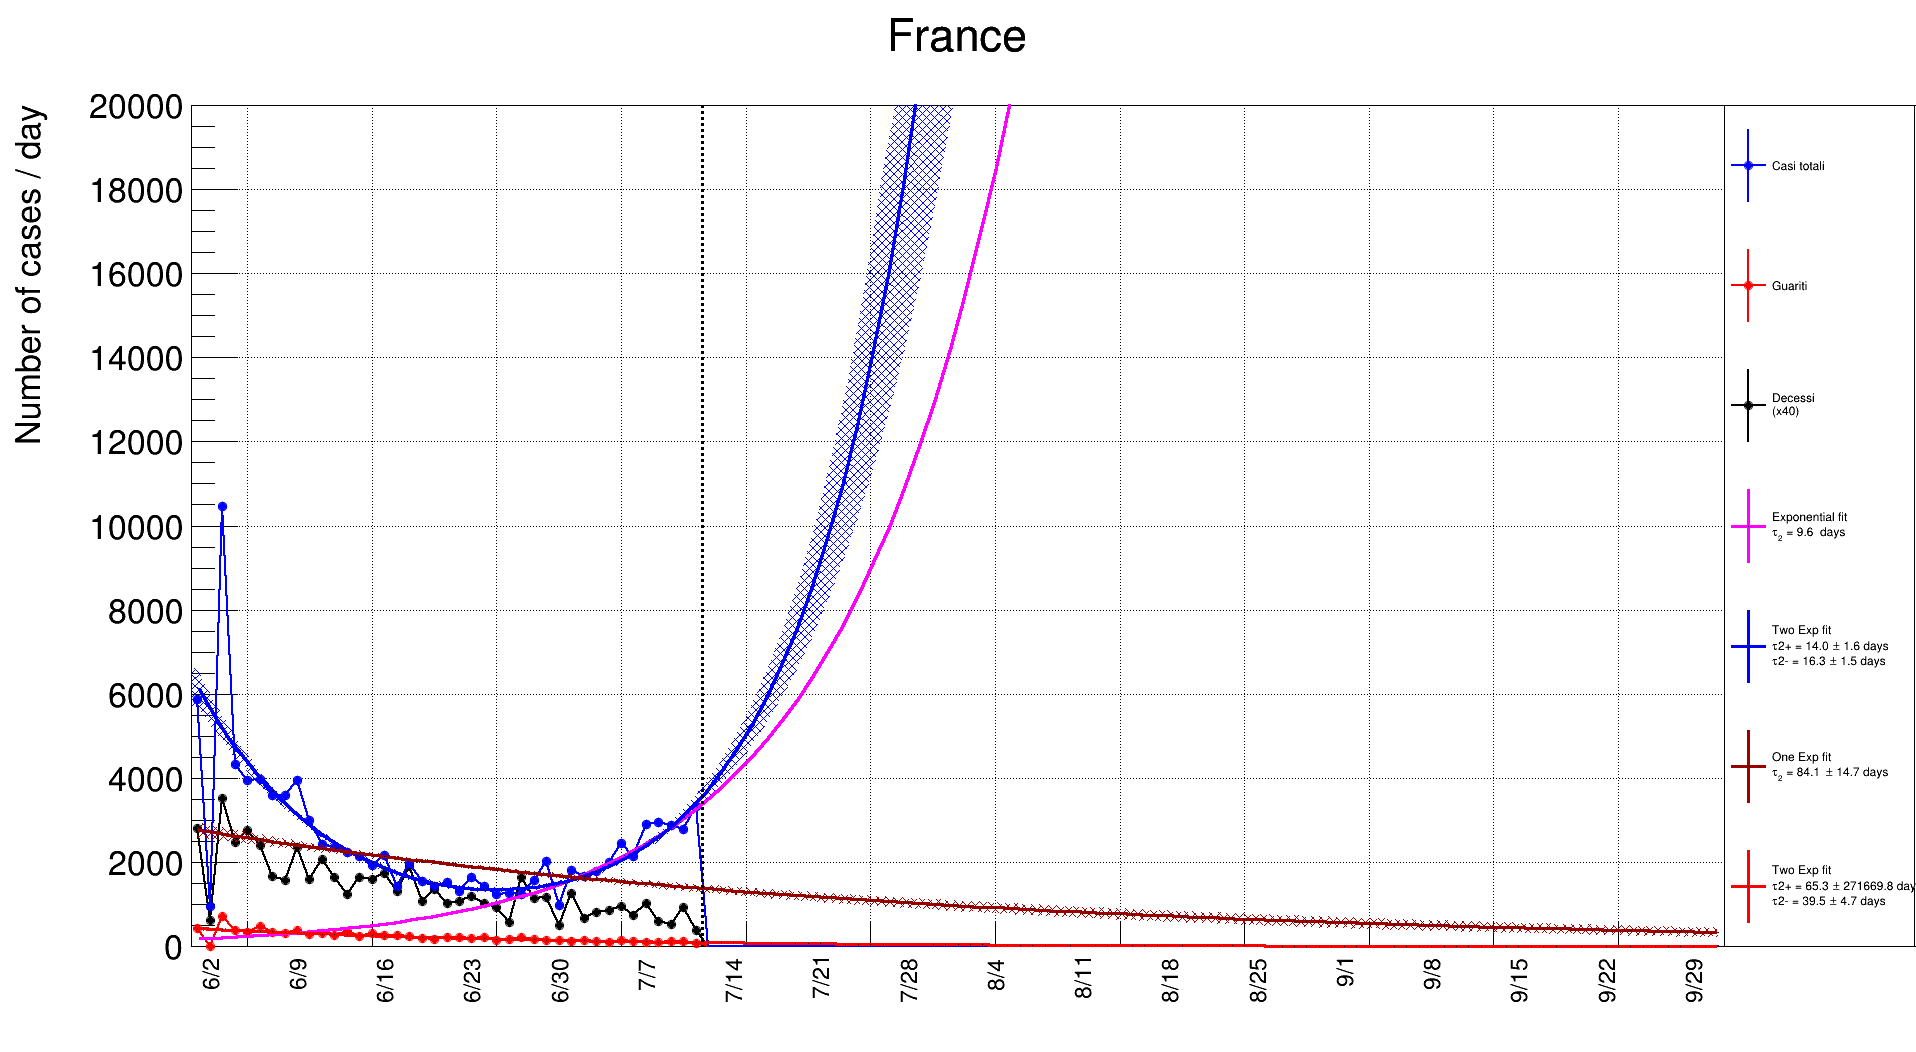 France
Number of cases / day
20000
18000
16000
14000
12000
10000
8000
6000
4000
2000
0
6/2
6/9
6/16
6/23
6/30
7/7
7/14
7/21
7/28
8/4
8/11
8/18
8/25
9/1
9/8
9/15
9/22
9/29
Casi totali
Guariti
Decessi
(x40)
Exponential fit
τ2 = 9.6 days
Two Exp fit
τ2+ = 14.0 ± 1.6 days
τ2- = 16.3 ± 1.5 days
One Exp fit
τ2 = 84.1 ± 14.7 days
Two Exp fit
τ2+ = 65.3 ± 271669.8 day
τ2- = 39.5 ± 4.7 days